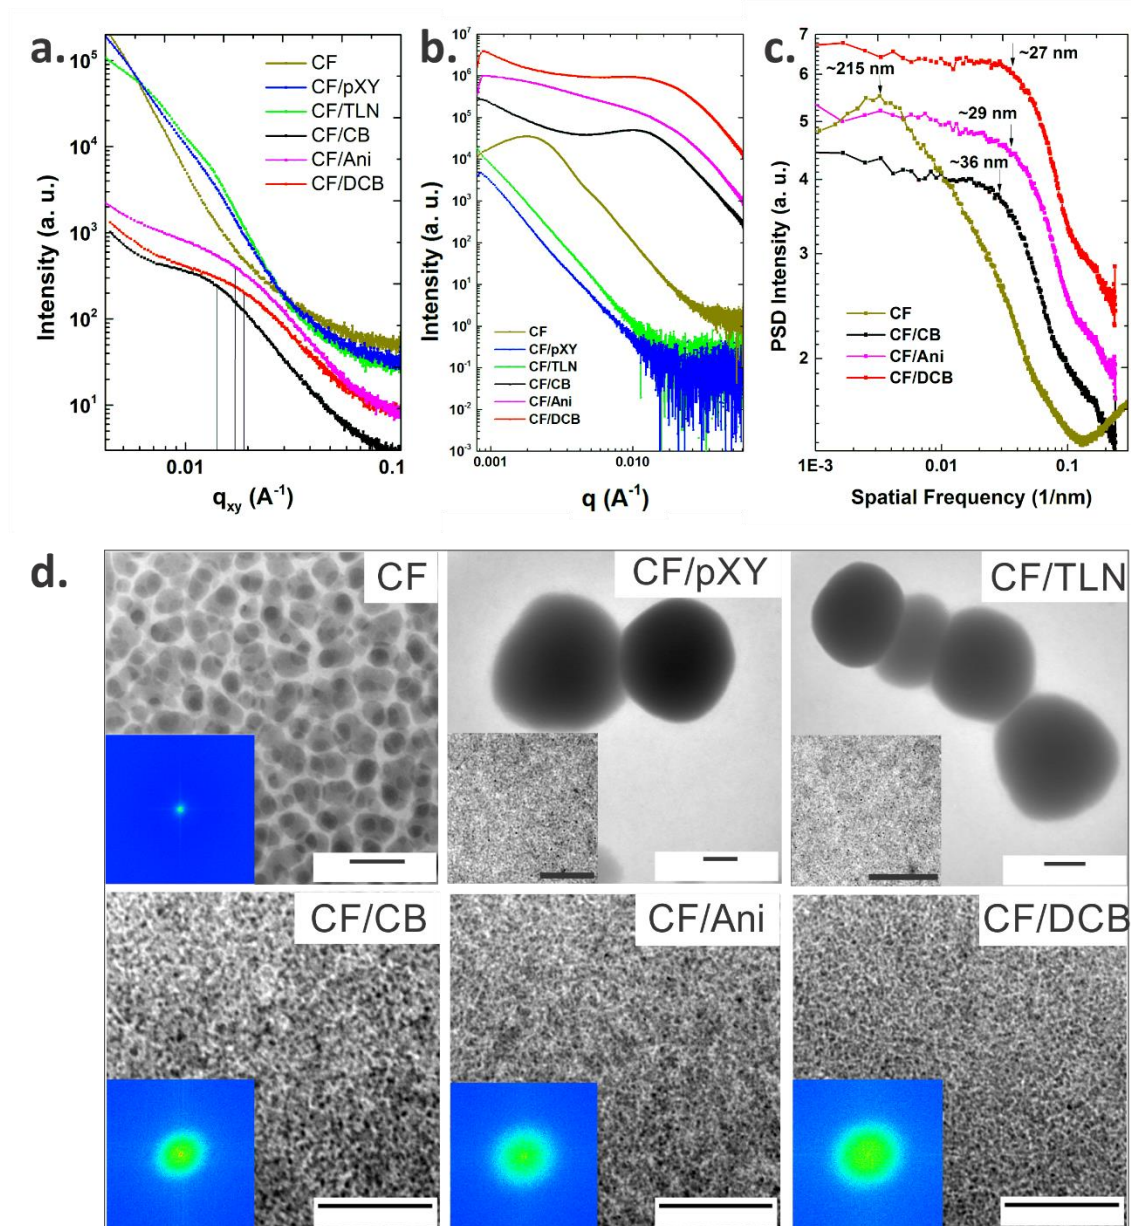 a.
10^5
10^4
10^3
10^2
10^1
Intensity (a. u.)
CF
CF/pXY
CF/TLN
CF/CB
CF/Ani
CF/DCB
0.01
0.1
q_xy (A^-1)
b.
10^7
10^6
10^5
10^4
10^3
10^2
10^1
10^0
10^-1
10^-2
10^-3
Intensity (a. u.)
CF
CF/pXY
CF/TLN
CF/CB
CF/Ani
CF/DCB
0.001
0.010
q (A^-1)
c.
7
6
5
4
3
2
PSD Intensity (a. u.)
~215 nm
~27 nm
~29 nm
~36 nm
CF
CF/CB
CF/Ani
CF/DCB
1E-3
0.01
0.1
Spatial Frequency (1/nm)
d.
CF
CF/pXY
CF/TLN
CF/CB
CF/Ani
CF/DCB